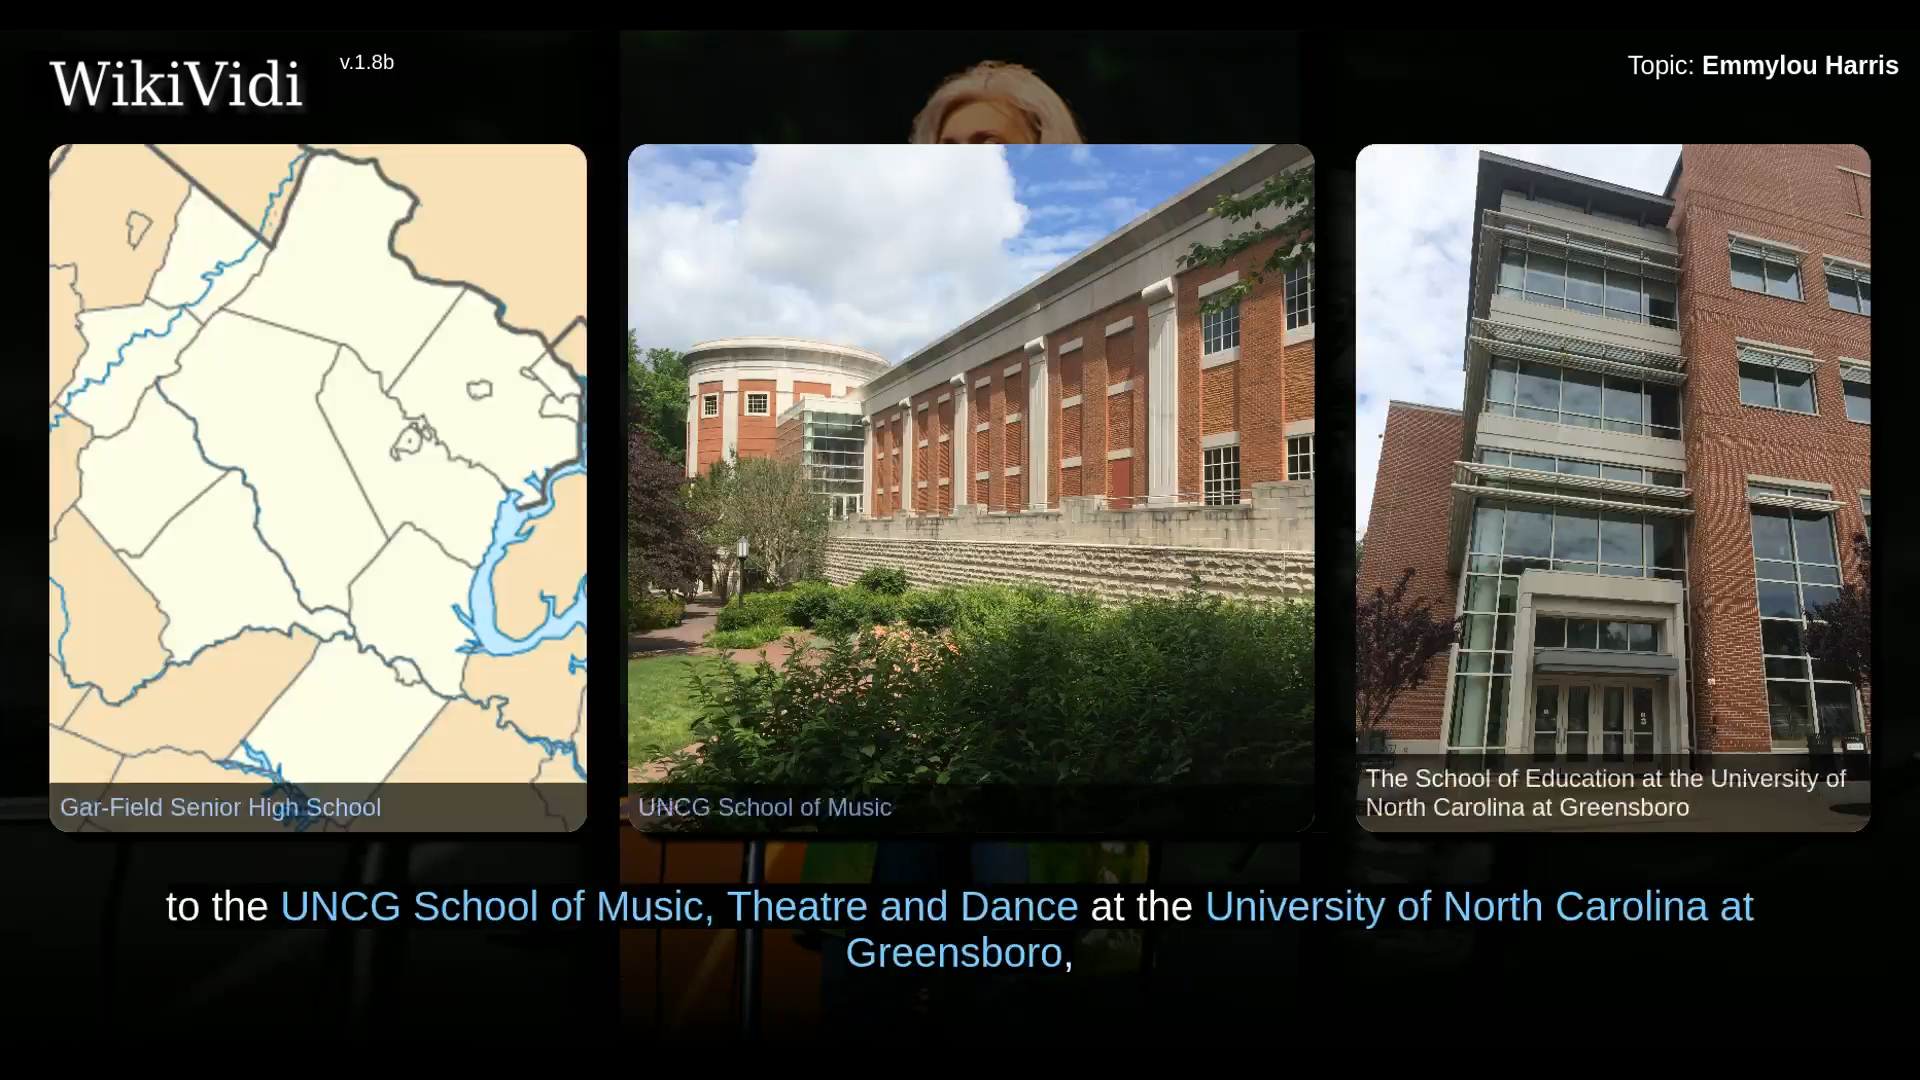 WikiVidi
v.1.8b
Topic: Emmylou Harris
Gar-Field Senior High School
UNCG School of Music
The School of Education at the University of
North Carolina at Greensboro
to the UNCG School of Music, Theatre and Dance at the University of North Carolina at
Greensboro,